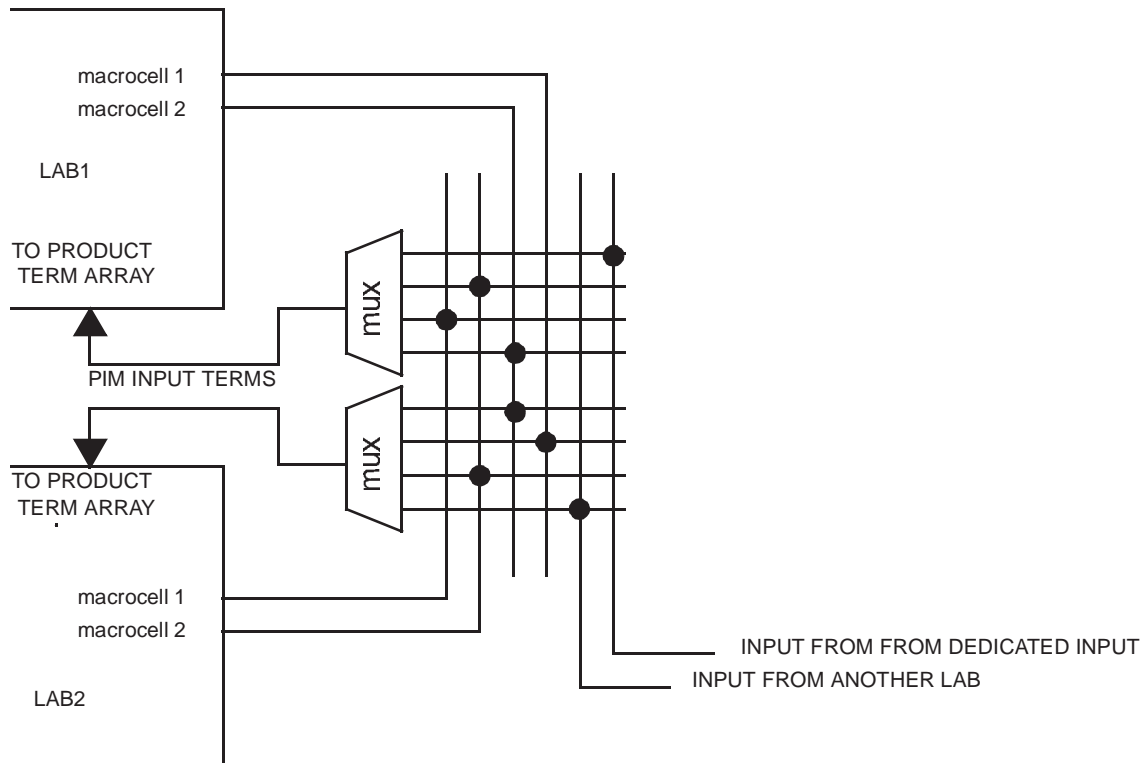 macrocell 1
macrocell 2
LAB1
TO PRODUCT
TERM ARRAY
mux
PIM INPUT TERMS
mux
TO PRODUCT
TERM ARRAY
macrocell 1
macrocell 2
INPUT FROM FROM DEDICATED INPUT
INPUT FROM ANOTHER LAB
LAB2